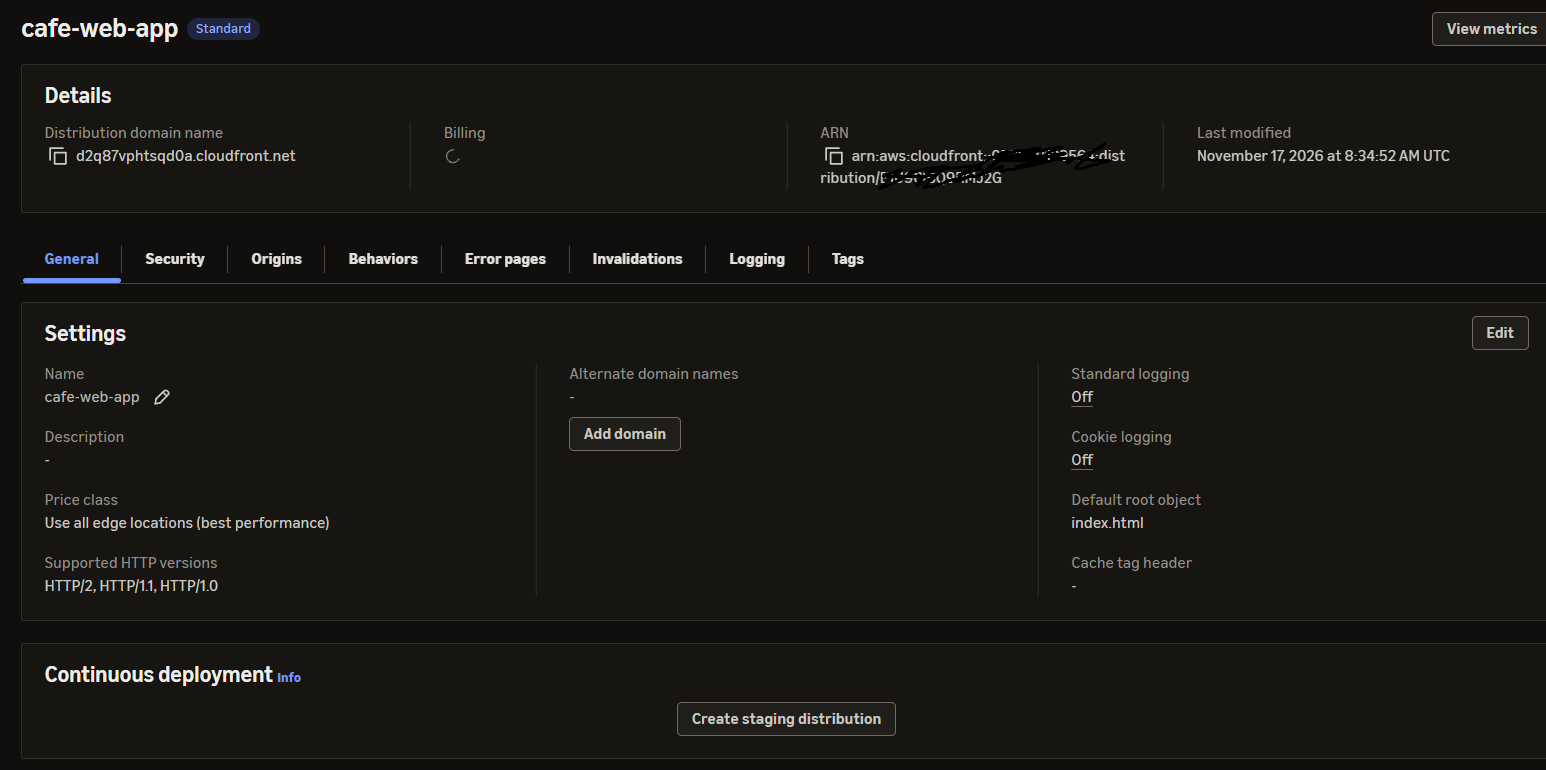 cafe-web-app Standard
View metrics
Details
Distribution domain name
d2q87vphtsqd0a.cloudfront.net
Billing
ARN
arn:aws:cloudfront::
dist
ribution/
Last modified
November 17, 2026 at 8:34:52 AM UTC
General Security Origins Behaviors Error pages Invalidations Logging Tags
Settings
Edit
Name
cafe-web-app
Description
-
Price class
Use all edge locations (best performance)
Supported HTTP versions
HTTP/2, HTTP/1.1, HTTP/1.0
Alternate domain names
-
Add domain
Standard logging
Off
Cookie logging
Off
Default root object
index.html
Cache tag header
-
Continuous deployment Info
Create staging distribution